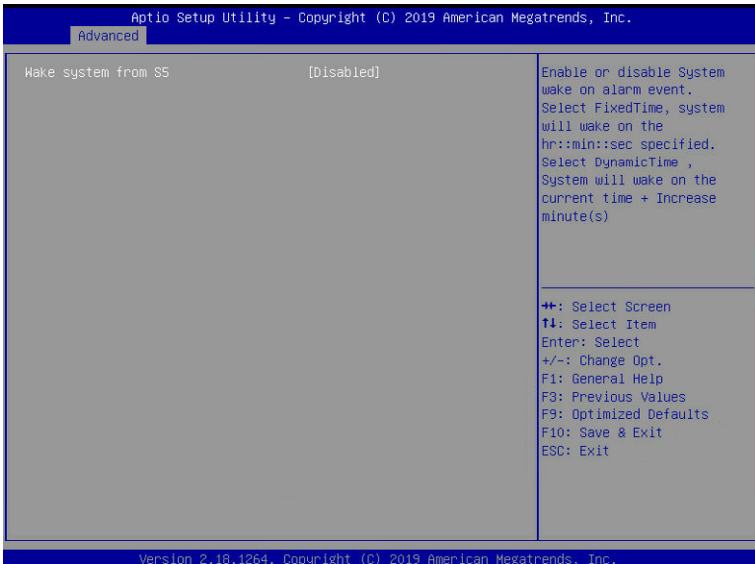 Aptio Setup Utility – Copyright (C) 2019 American Megatrends, Inc.
Advanced
Wake system from S5 [Disabled]
Enable or disable System
wake on alarm event.
Select FixedTime, system
will wake on the
hr::min::sec specified.
Select DynamicTime ,
System will wake on the
current time + Increase
minute(s)
→←: Select Screen
↑↓: Select Item
Enter: Select
+/-: Change Opt.
F1: General Help
F3: Previous Values
F9: Optimized Defaults
F10: Save & Exit
ESC: Exit
Version 2.18.1264. Copyright (C) 2019 American Megatrends, Inc.